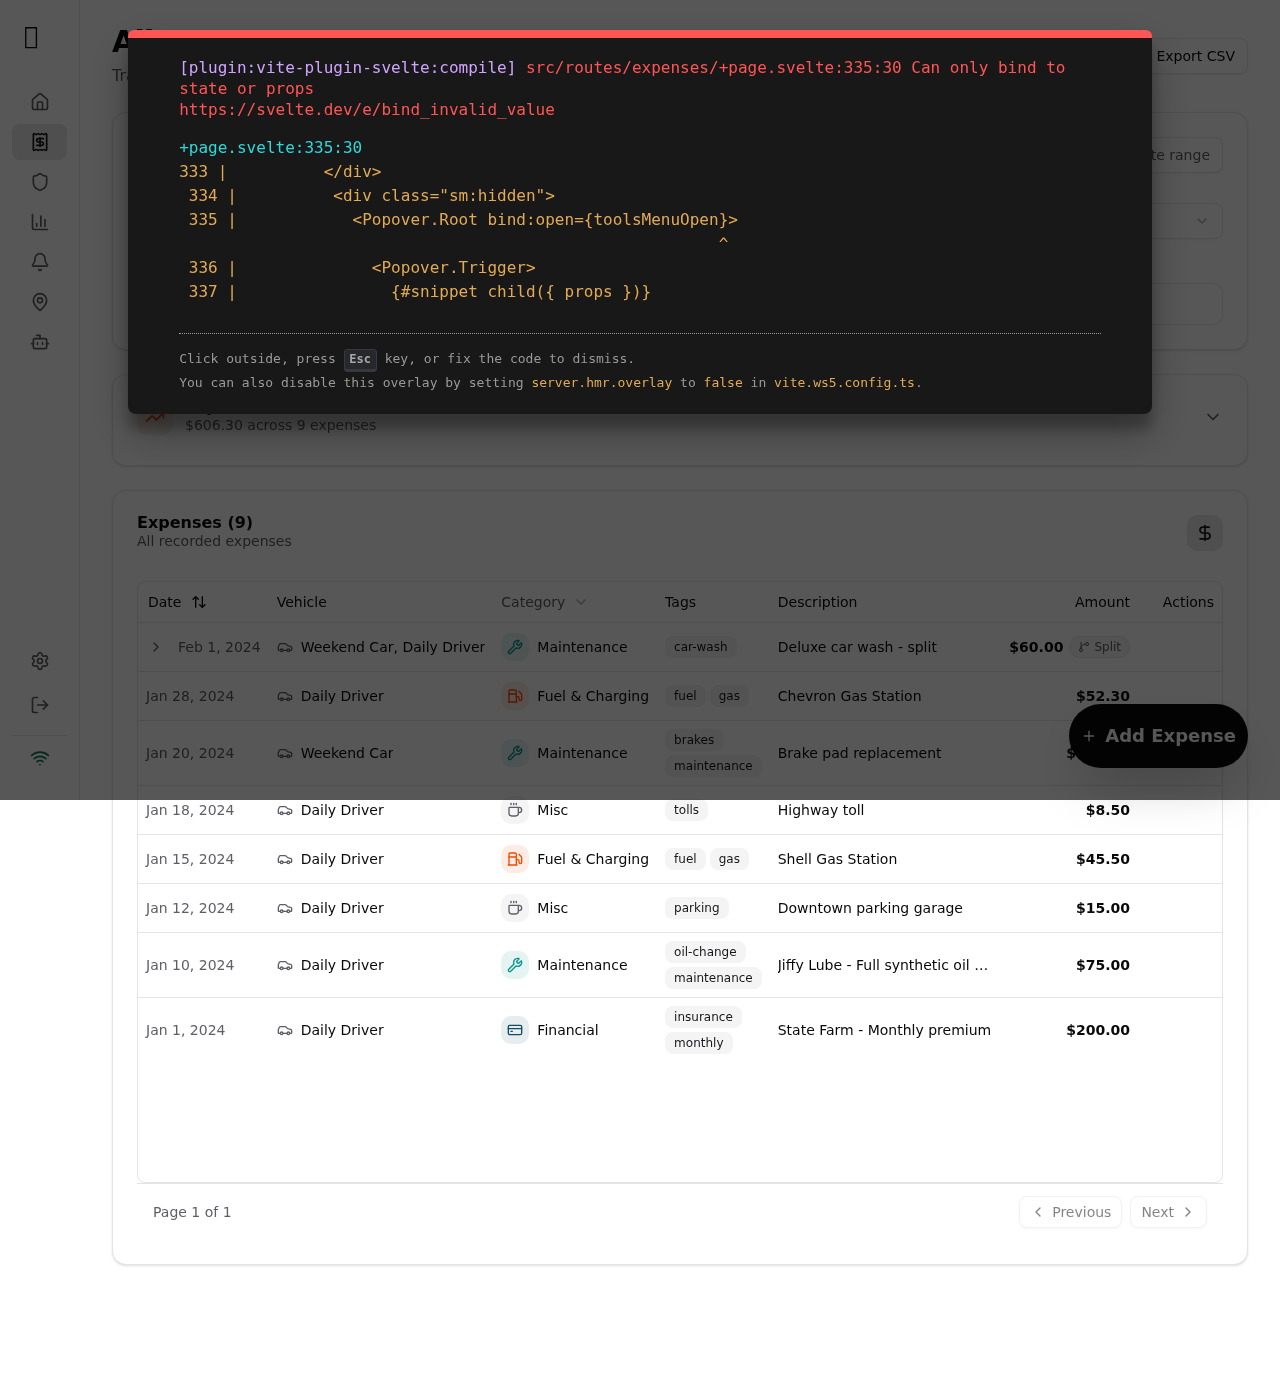 [plugin:vite-plugin-svelte:compile] src/routes/expenses/+page.svelte:335:30 Can only bind to
state or props
https://svelte.dev/e/bind_invalid_value
+page.svelte:335:30
333 |          </div>
334 |          <div class="sm:hidden">
335 |            <Popover.Root bind:open={toolsMenuOpen}>
^
336 |              <Popover.Trigger>
337 |                {#snippet child({ props })}
Click outside, press Esc key, or fix the code to dismiss.
You can also disable this overlay by setting server.hmr.overlay to false in vite.ws5.config.ts.
Export CSV
range
$606.30 across 9 expenses
Expenses (9)
All recorded expenses
Date Vehicle Category Tags Description Amount Actions
Feb 1, 2024 Weekend Car, Daily Driver Maintenance car-wash Deluxe car wash - split $60.00 Split
Jan 28, 2024 Daily Driver Fuel & Charging fuel gas Chevron Gas Station $52.30
Jan 20, 2024 Weekend Car Maintenance brakes maintenance Brake pad replacement $
+ Add Expense
Jan 18, 2024 Daily Driver Misc tolls Highway toll $8.50
Jan 15, 2024 Daily Driver Fuel & Charging fuel gas Shell Gas Station $45.50
Jan 12, 2024 Daily Driver Misc parking Downtown parking garage $15.00
Jan 10, 2024 Daily Driver Maintenance oil-change maintenance Jiffy Lube - Full synthetic oil ... $75.00
Jan 1, 2024 Daily Driver Financial insurance monthly State Farm - Monthly premium $200.00
Page 1 of 1
Previous Next